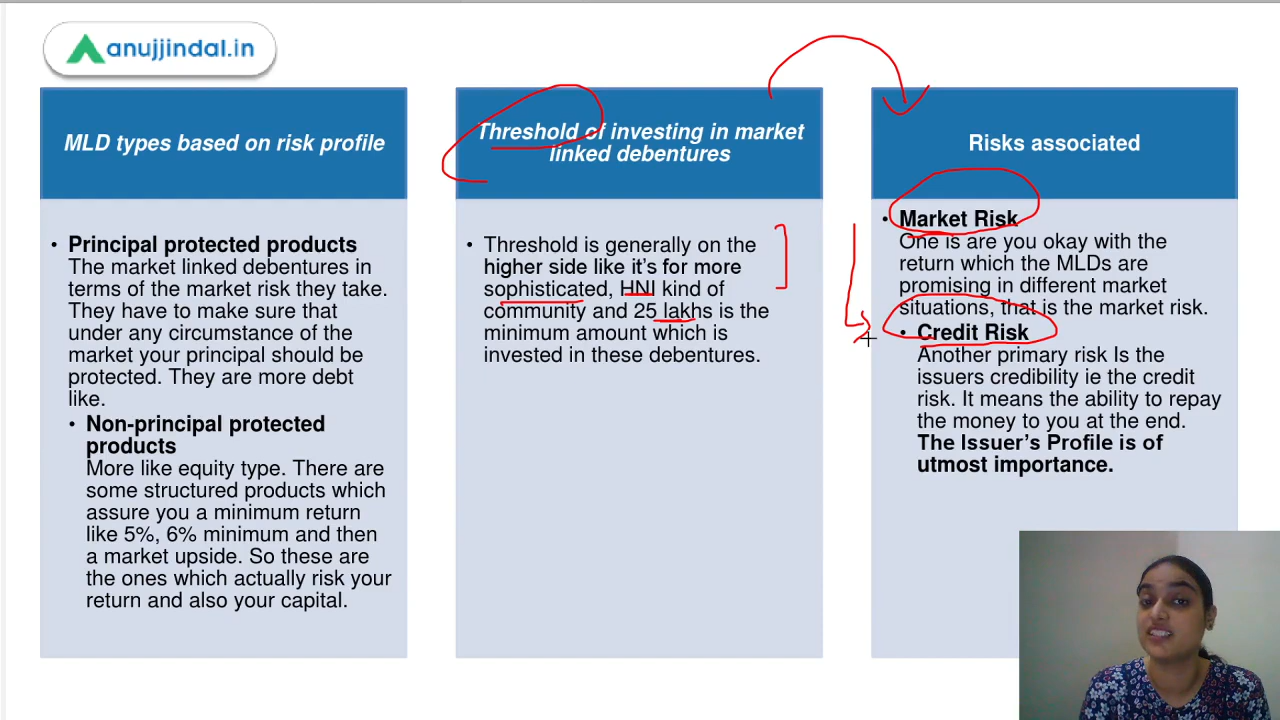 anujjindal.in
MLD types based on risk profile
• Principal protected products
The market linked debentures in
terms of the market risk they take.
They have to make sure that
under any circumstance of the
market your principal should be
protected. They are more debt
like.
• Non-principal protected
products
More like equity type. There are
some structured products which
assure you a minimum return
like 5%, 6% minimum and then
a market upside. So these are
the ones which actually risk your
return and also your capital.
Threshold of investing in market
linked debentures
• Threshold is generally on the
higher side like it's for more
sophisticated, HNI kind of
community and 25 lakhs is the
minimum amount which is
invested in these debentures.
Risks associated
• Market Risk
One is are you okay with the
return which the MLDs are
promising in different market
situations, that is the market risk.
• Credit Risk
Another primary risk Is the
issuers credibility ie the credit
risk. It means the ability to repay
the money to you at the end.
The Issuer's Profile is of
utmost importance.